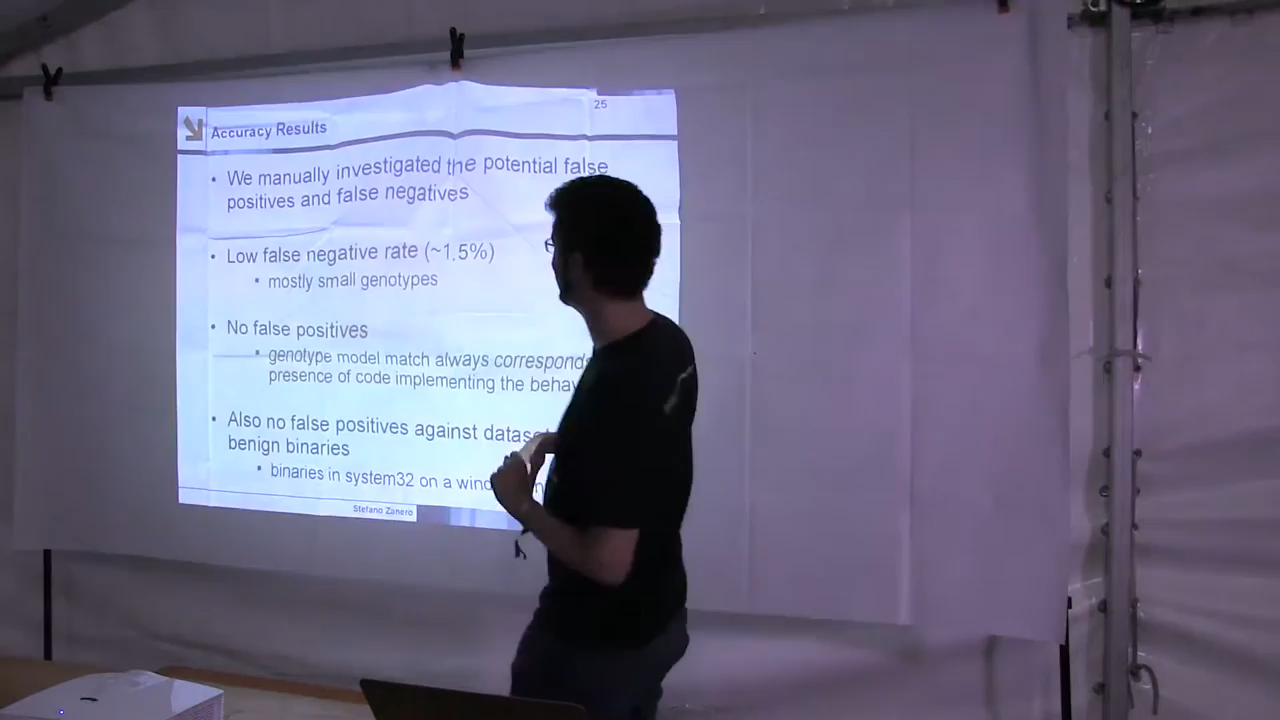 25
Accuracy Results
• We manually investigated the potential false
positives and false negatives
• Low false negative rate (~1.5%)
• mostly small genotypes
• No false positives
• genotype model match always corresponds
presence of code implementing the
• Also no false positives against
benign binaries
• binaries in system32 on a
Stefano Zanero